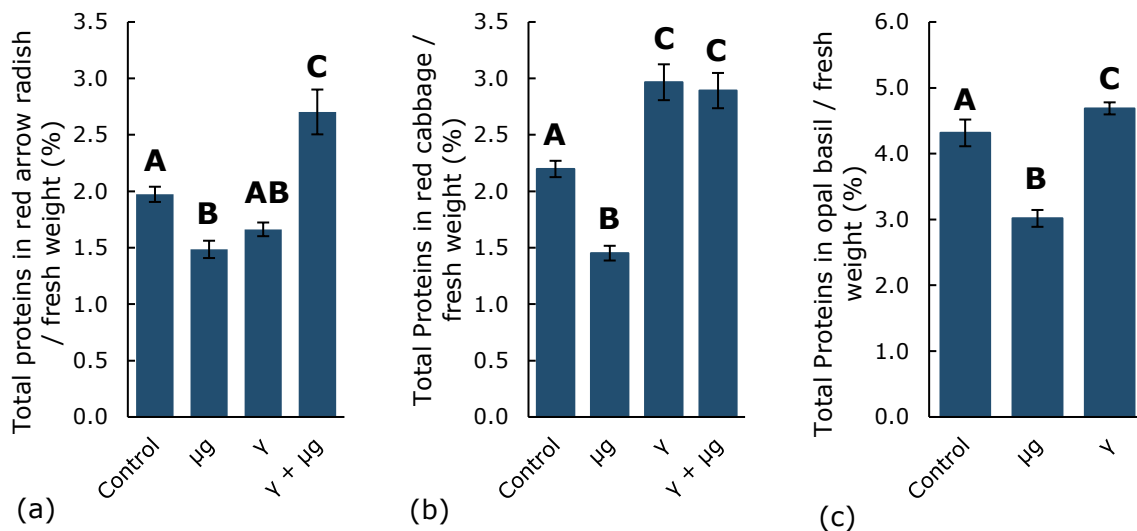 Total proteins in red arrow radish
/ fresh weight (%)
3.5
3.0
2.5
2.0
1.5
1.0
0.5
0.0
A
B
AB
C
Control
μg
γ
γ + μg
(a)
Total Proteins in red cabbage /
fresh weight (%)
3.5
3.0
2.5
2.0
1.5
1.0
0.5
0.0
A
B
C
C
Control
μg
γ
γ + μg
(b)
Total Proteins in opal basil / fresh
weight (%)
6.0
5.0
4.0
3.0
2.0
1.0
0.0
A
B
C
Control
μg
γ
(c)